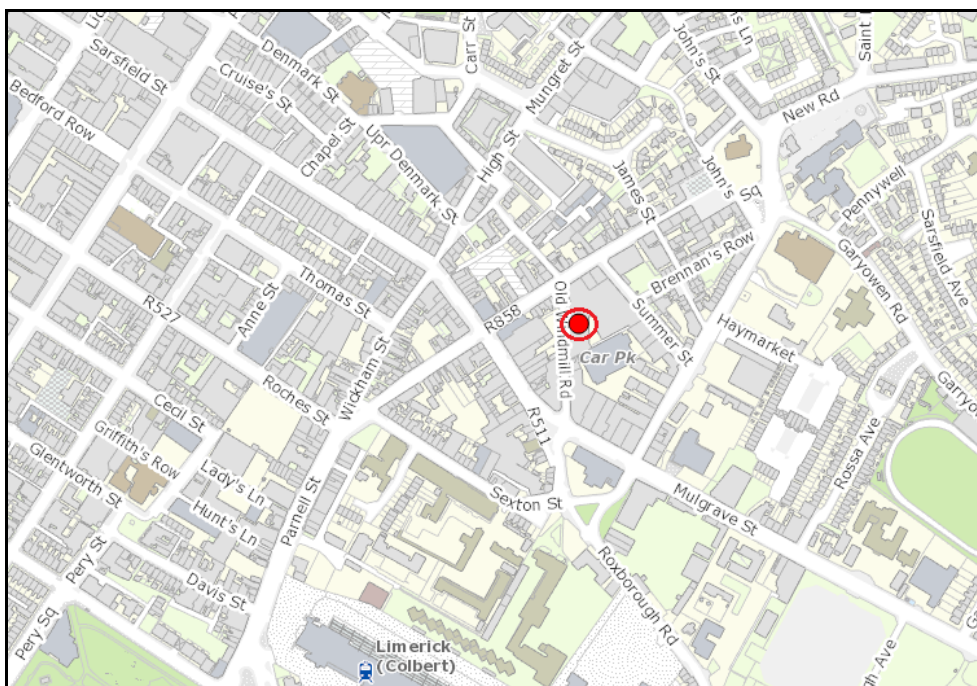 Denmark St
Carr St
John's St
Saint
Sarsfield St
Cruise's St
Mungret St
New Rd
Bedford Row
Chapel St
Upr Denmark St
High St
James St
John's
Sq
Pennywell
Sarsfield Ave
Thomas St
Anne St
R527
R858
Old Windmill Rd
Brennan's Row
Summer St
Garyowen Rd
Haymarket
Car Pk
Wickham St
Roches St
Cecil St
Griffith's Row
Glentworth St
Lady's Ln
Hunt's Ln
Parnell St
R511
Sexton St
Mulgrave St
Rossa Ave
Garryo
Pery St
Davis St
Pery Sq
Roxborough Rd
Limerick
(Colbert)
gh Ave